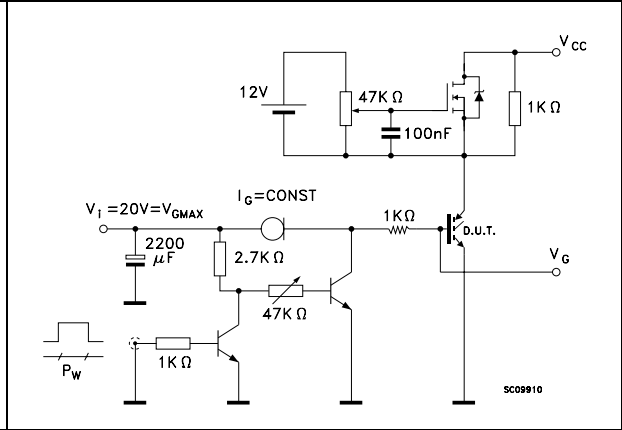 V CC
12V
47K Ω
1K Ω
100nF
V i =20V=V GMAX
I G =CONST
1K Ω
D.U.T.
2200
μF
2.7K Ω
V G
47K Ω
1K Ω
P W
SC09910